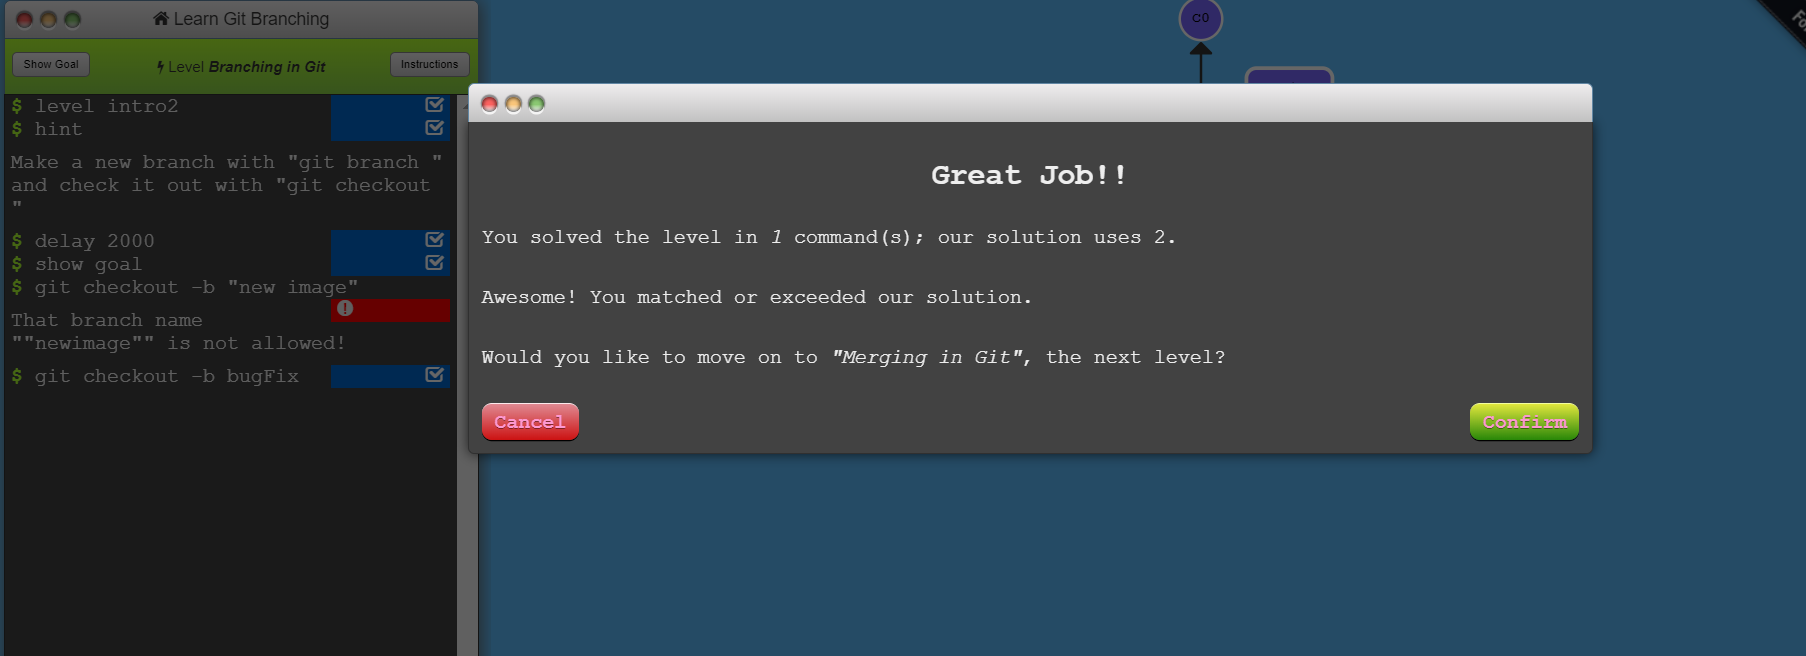 Learn Git Branching
Show Goal
Level Branching in Git
Instructions
$ level intro2
$ hint
Make a new branch with "git branch "
and check it out with "git checkout
"
$ delay 2000
$ show goal
$ git checkout -b "new image"
That branch name
""newimage"" is not allowed!
$ git checkout -b bugFix
C0
Great Job!!
You solved the level in 1 command(s); our solution uses 2.
Awesome! You matched or exceeded our solution.
Would you like to move on to "Merging in Git", the next level?
Cancel
Confirm